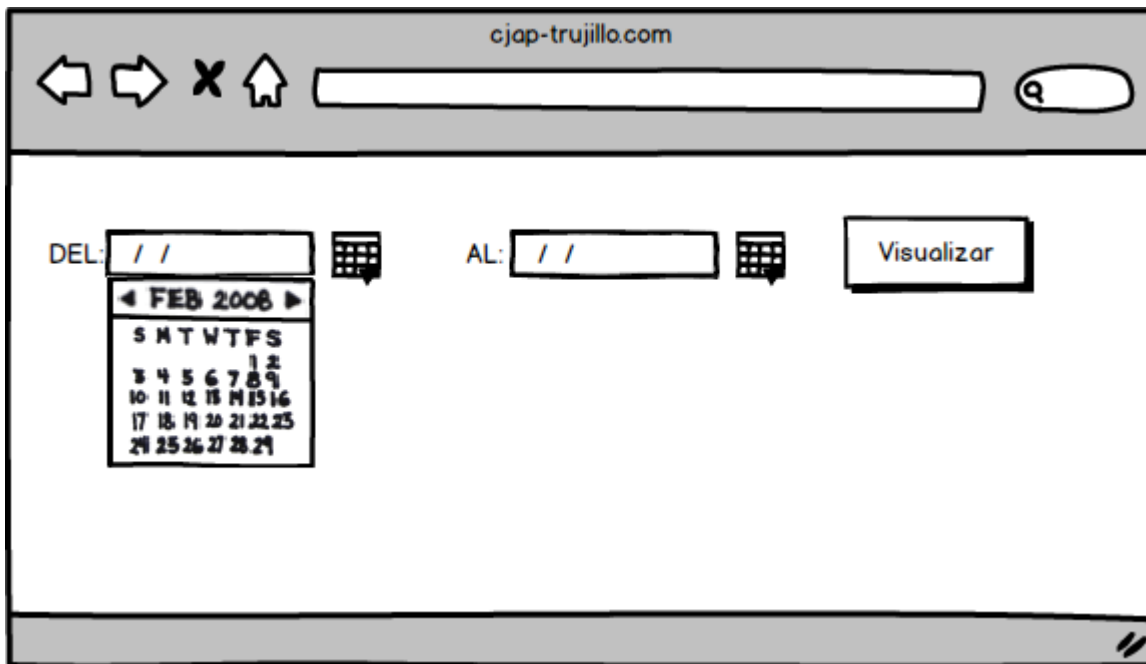 cjap-trujillo.com
DEL: / / AL: / / Visualizar
FEB 2008
S M T W T F S
1 2
3 4 5 6 7 8 9
10 11 12 13 14 15 16
17 18 19 20 21 22 23
24 25 26 27 28 29